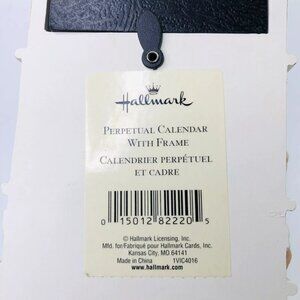 Hallmark
PERPETUAL CALENDAR
WITH FRAME
CALENDRIER PERPÉTUEL
ET CADRE
0 15012 82220 5
© Hallmark Licensing, Inc.
Mfd. for/Fabriqué pour Hallmark Cards, Inc.
Kansas City, MO 64141
Made in China 1VIC4016
www.hallmark.com